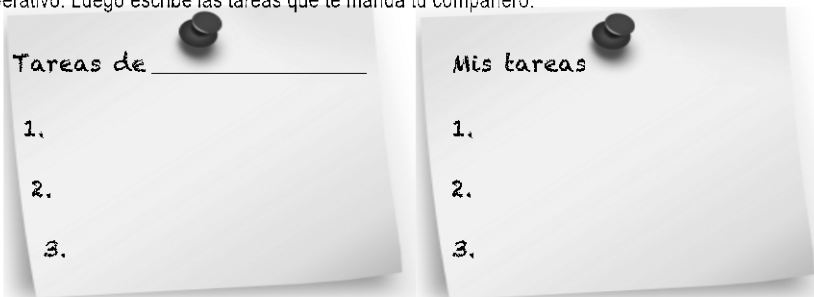 erativo. Luego escribe las tareas que te manda tu compañero.
Tareas de
1.
2.
3.
Mis tareas
1.
2.
3.